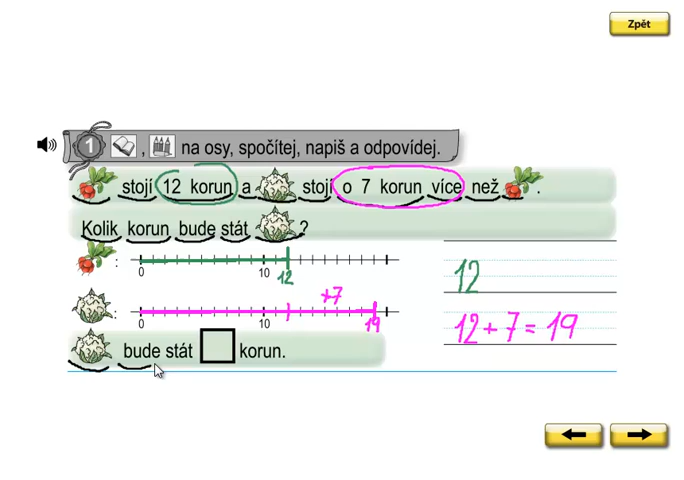 Zpět
1 , na osy, spočítej, napiš a odpovídej.
stojí 12 korun a stojí o 7 korun více než .
Kolik korun bude stát ?
: 0 10 12
12
: 0 10 +7 19
12 + 7 = 19
bude stát korun.